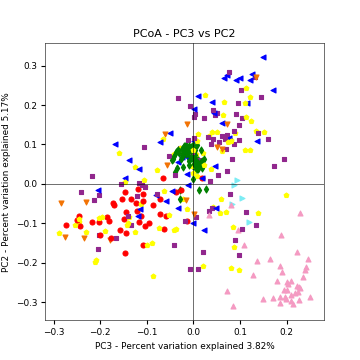 PCoA - PC3 vs PC2
PC2 - Percent variation explained 5.17%
0.3
0.2
0.1
0.0
−0.1
−0.2
−0.3
−0.3 −0.2 −0.1 0.0 0.1 0.2
PC3 - Percent variation explained 3.82%